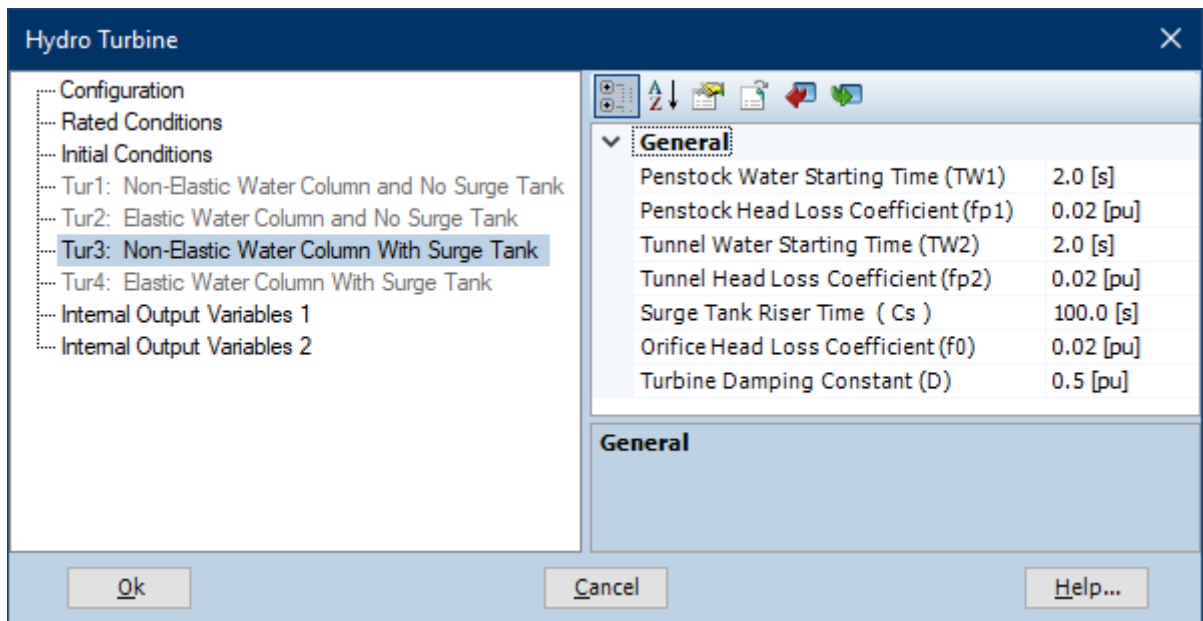 Hydro Turbine
Configuration
Rated Conditions
Initial Conditions
Tur1: Non-Elastic Water Column and No Surge Tank
Tur2: Elastic Water Column and No Surge Tank
Tur3: Non-Elastic Water Column With Surge Tank
Tur4: Elastic Water Column With Surge Tank
Internal Output Variables 1
Internal Output Variables 2
A
Z
General
Penstock Water Starting Time (TW1) 2.0 [s]
Penstock Head Loss Coefficient (fp1) 0.02 [pu]
Tunnel Water Starting Time (TW2) 2.0 [s]
Tunnel Head Loss Coefficient (fp2) 0.02 [pu]
Surge Tank Riser Time ( Cs ) 100.0 [s]
Orifice Head Loss Coefficient (f0) 0.02 [pu]
Turbine Damping Constant (D) 0.5 [pu]
General
Ok Cancel Help...